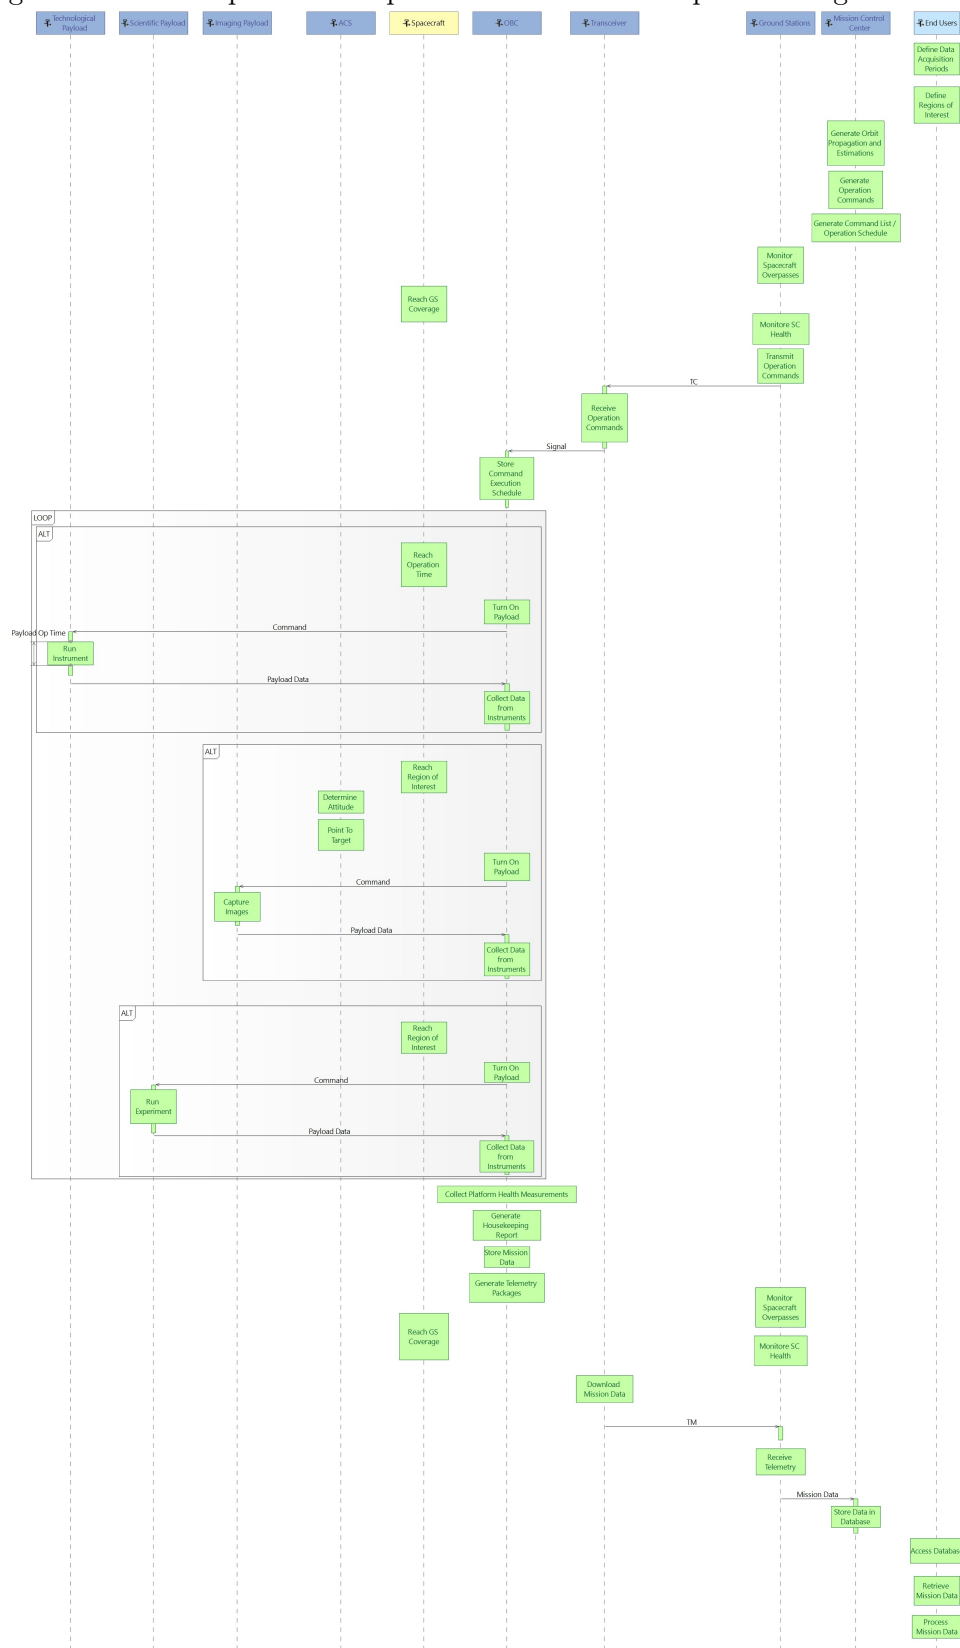 Technological
Payload
Scientific Payload
Imaging Payload
ACS
Spacecraft
OBC
Transceiver
Ground Stations
Mission Control
Center
End Users
Define Data
Acquisition
Periods
Define
Regions of
Interest
Generate Orbit
Propagation and
Estimations
Generate
Operation
Commands
Generate Command List /
Operation Schedule
Monitor
Spacecraft
Overpasses
Reach GS
Coverage
Monitore SC
Health
Transmit
Operation
Commands
TC
Receive
Operation
Commands
Signal
Store
Command
Execution
Schedule
LOOP
ALT
Reach
Operation
Time
Turn On
Payload
Command
Payload Op Time
Run
Instrument
Payload Data
Collect Data
from
Instruments
ALT
Reach
Region of
Interest
Determine
Attitude
Point To
Target
Turn On
Payload
Command
Capture
Images
Payload Data
Collect Data
from
Instruments
ALT
Reach
Region of
Interest
Turn On
Payload
Command
Run
Experiment
Payload Data
Collect Data
from
Instruments
Collect Platform Health Measurements
Generate
Housekeeping
Report
Store Mission
Data
Generate Telemetry
Packages
Monitor
Spacecraft
Overpasses
Reach GS
Coverage
Monitore SC
Health
Download
Mission Data
TM
Receive
Telemetry
Mission Data
Store Data in
Database
Access Databas
Retrieve
Mission Data
Process
Mission Data